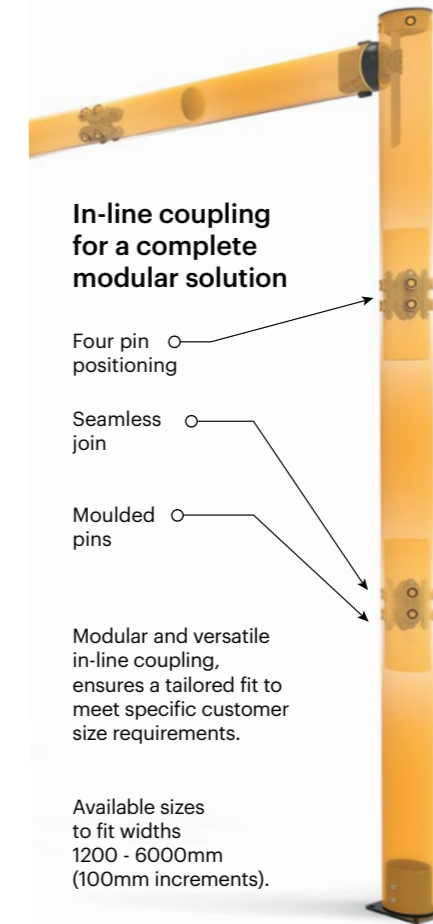 In-line coupling
for a complete
modular solution
Four pin
positioning
Seamless
join
Moulded
pins
Modular and versatile
in-line coupling,
ensures a tailored fit to
meet specific customer
size requirements.
Available sizes
to fit widths
1200 - 6000mm
(100mm increments).